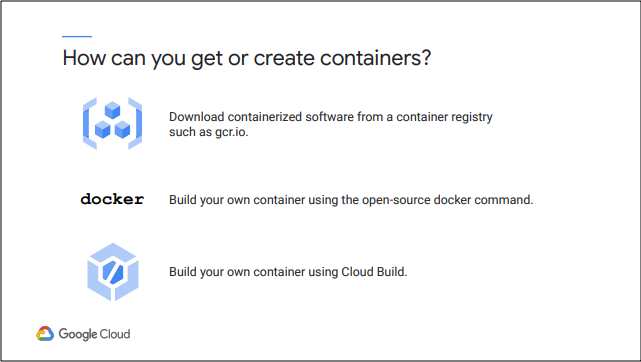 How can you get or create containers?
Download containerized software from a container registry
such as gcr.io.
docker
Build your own container using the open-source docker command.
Build your own container using Cloud Build.
Google Cloud